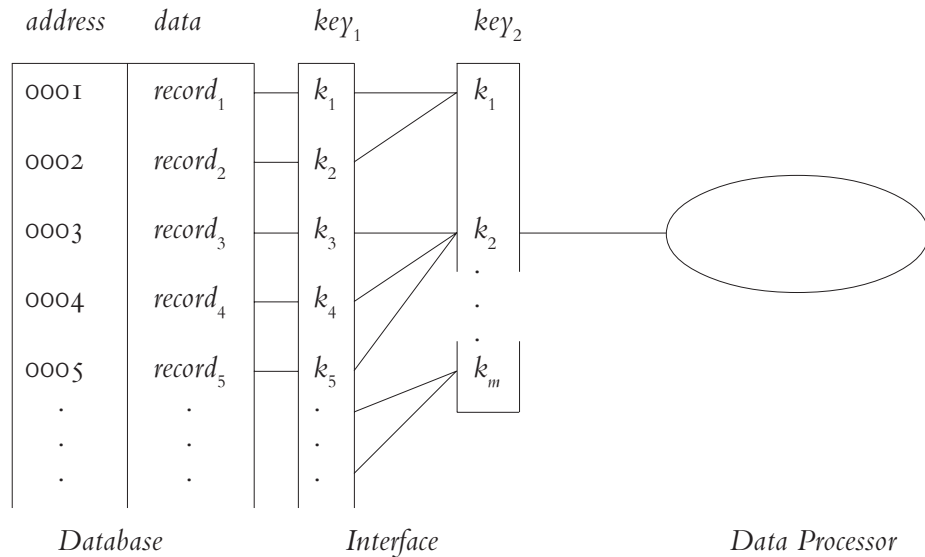 address data key₁ key₂
0001 record₁ k₁ k₁
0002 record₂ k₂
0003 record₃ k₃ k₂
.
0004 record₄ k₄ .
.
0005 record₅ k₅ kₘ
. . .
. . .
. . .
Database Interface Data Processor